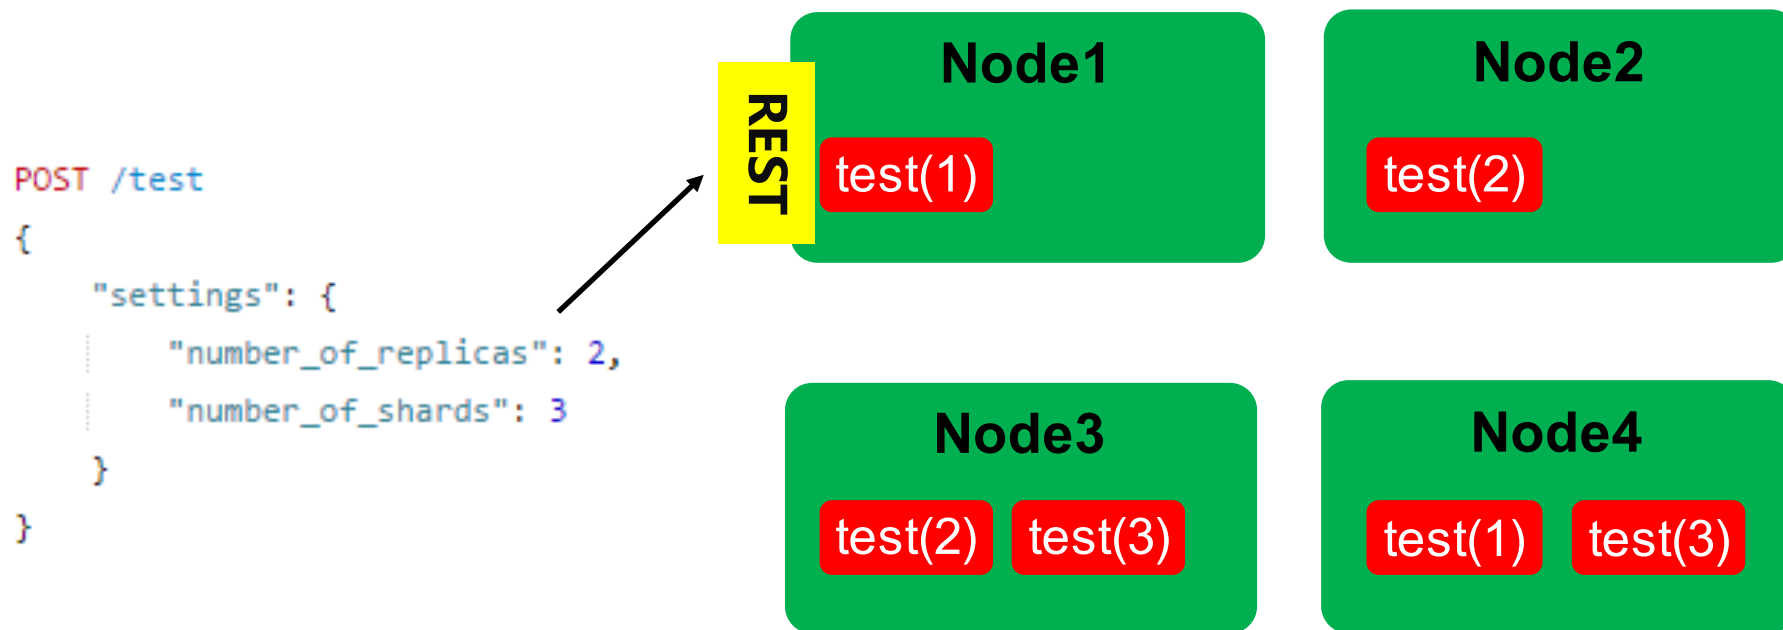 POST /test
{
"settings": {
"number_of_replicas": 2,
"number_of_shards": 3
}
}
REST
Node1
test(1)
Node2
test(2)
Node3
test(2) test(3)
Node4
test(1) test(3)